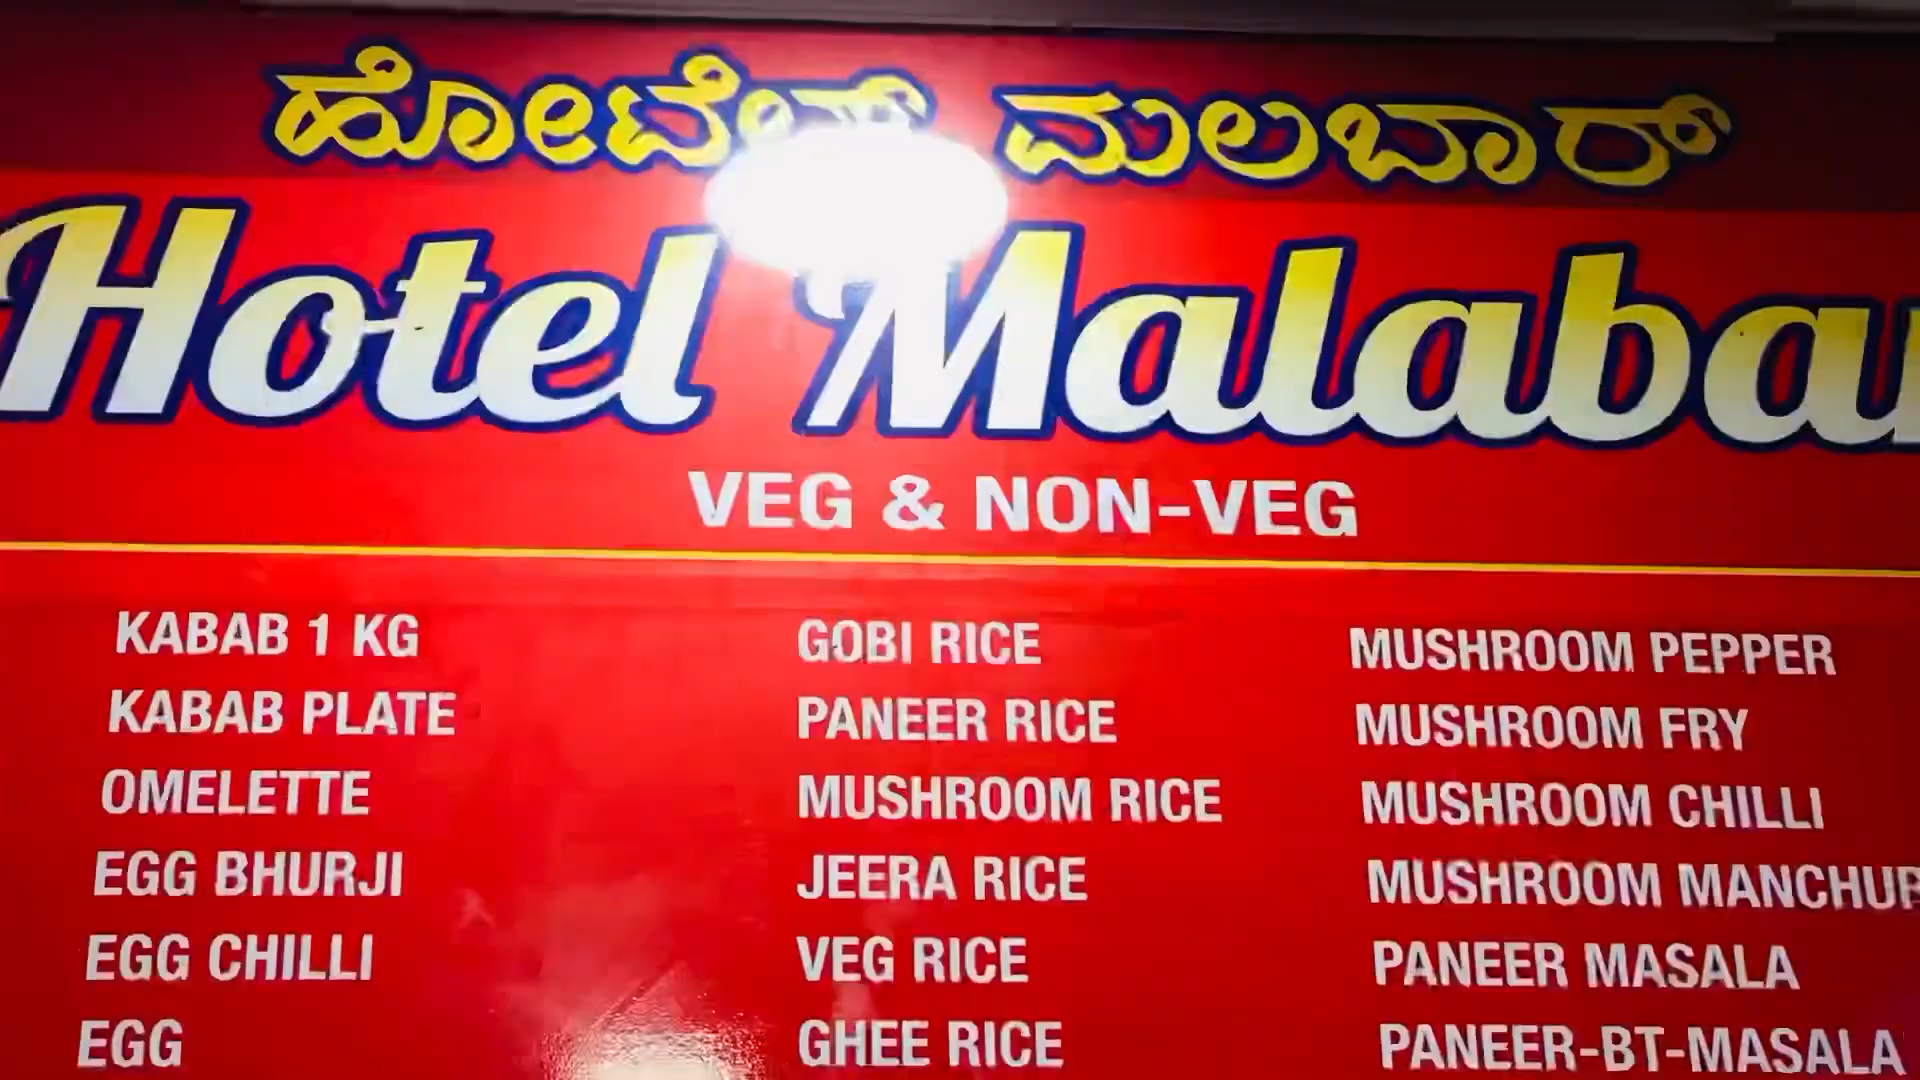 ಹೋಟೆಲ್ ಮಲಬಾರ್
Hotel Malabar
VEG & NON-VEG
KABAB 1 KG
KABAB PLATE
OMELETTE
EGG BHURJI
EGG CHILLI
EGG
GOBI RICE
PANEER RICE
MUSHROOM RICE
JEERA RICE
VEG RICE
GHEE RICE
MUSHROOM PEPPER
MUSHROOM FRY
MUSHROOM CHILLI
MUSHROOM MANCHUR
PANEER MASALA
PANEER-BT-MASALA